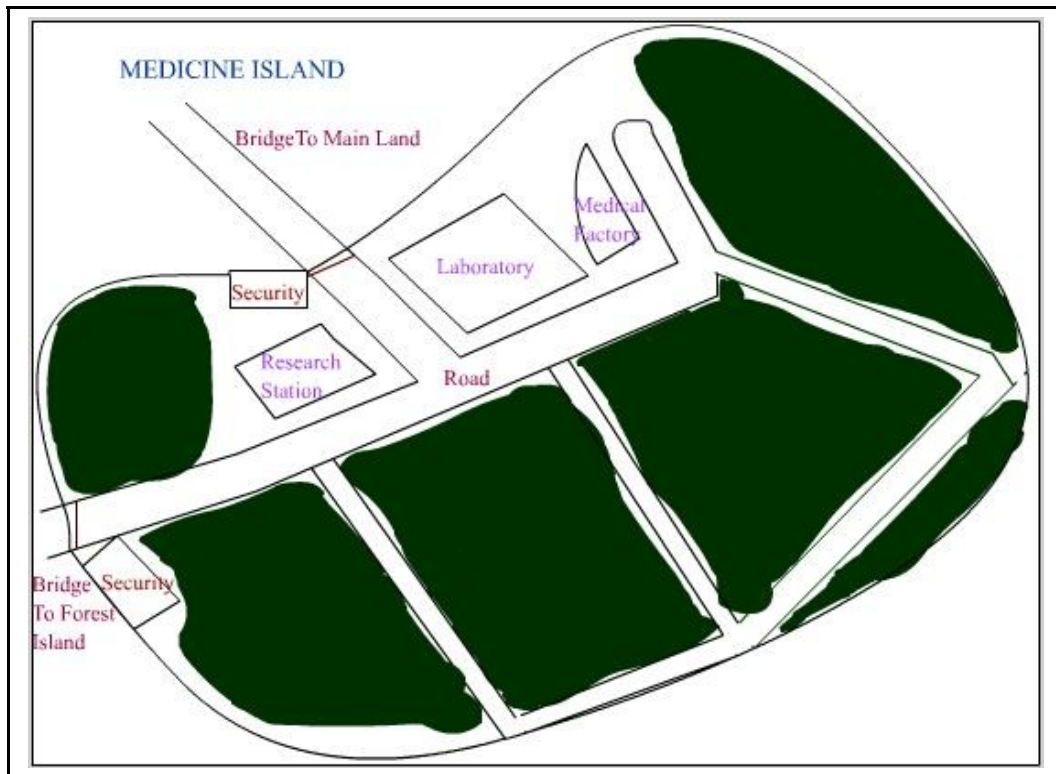 MEDICINE ISLAND
BridgeTo Main Land
Medical
Factory
Laboratory
Security
Research
Station
Road
Bridge
To Forest
Island
Security